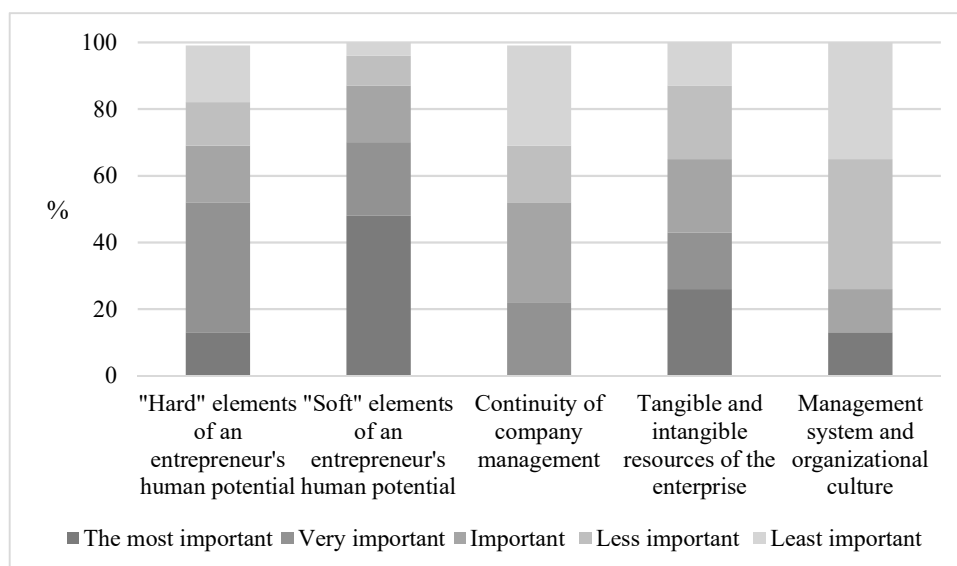 100
80
60
%
40
20
0
"Hard" elements of an entrepreneur's human potential
"Soft" elements of an entrepreneur's human potential
Continuity of company management
Tangible and intangible resources of the enterprise
Management system and organizational culture
The most important Very important Important Less important Least important